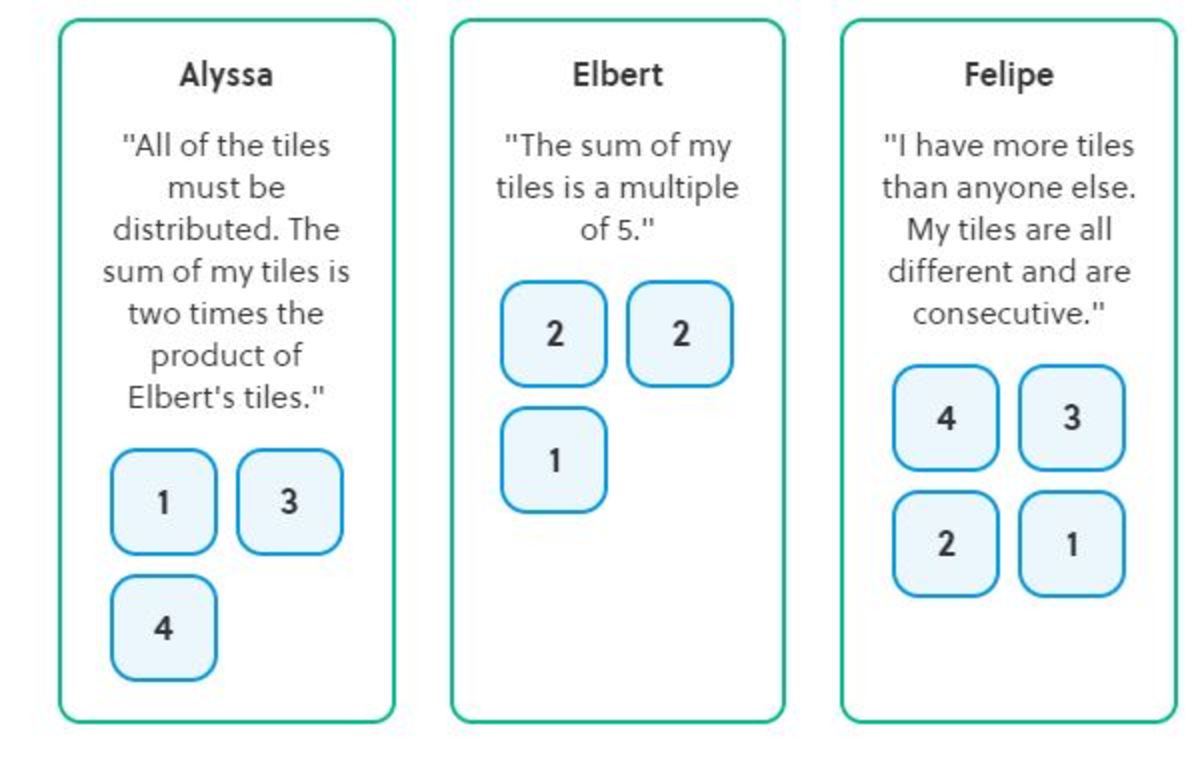 Alyssa
"All of the tiles
must be
distributed. The
sum of my tiles is
two times the
product of
Elbert's tiles."
1 3
4
Elbert
"The sum of my
tiles is a multiple
of 5."
2 2
1
Felipe
"I have more tiles
than anyone else.
My tiles are all
different and are
consecutive."
4 3
2 1